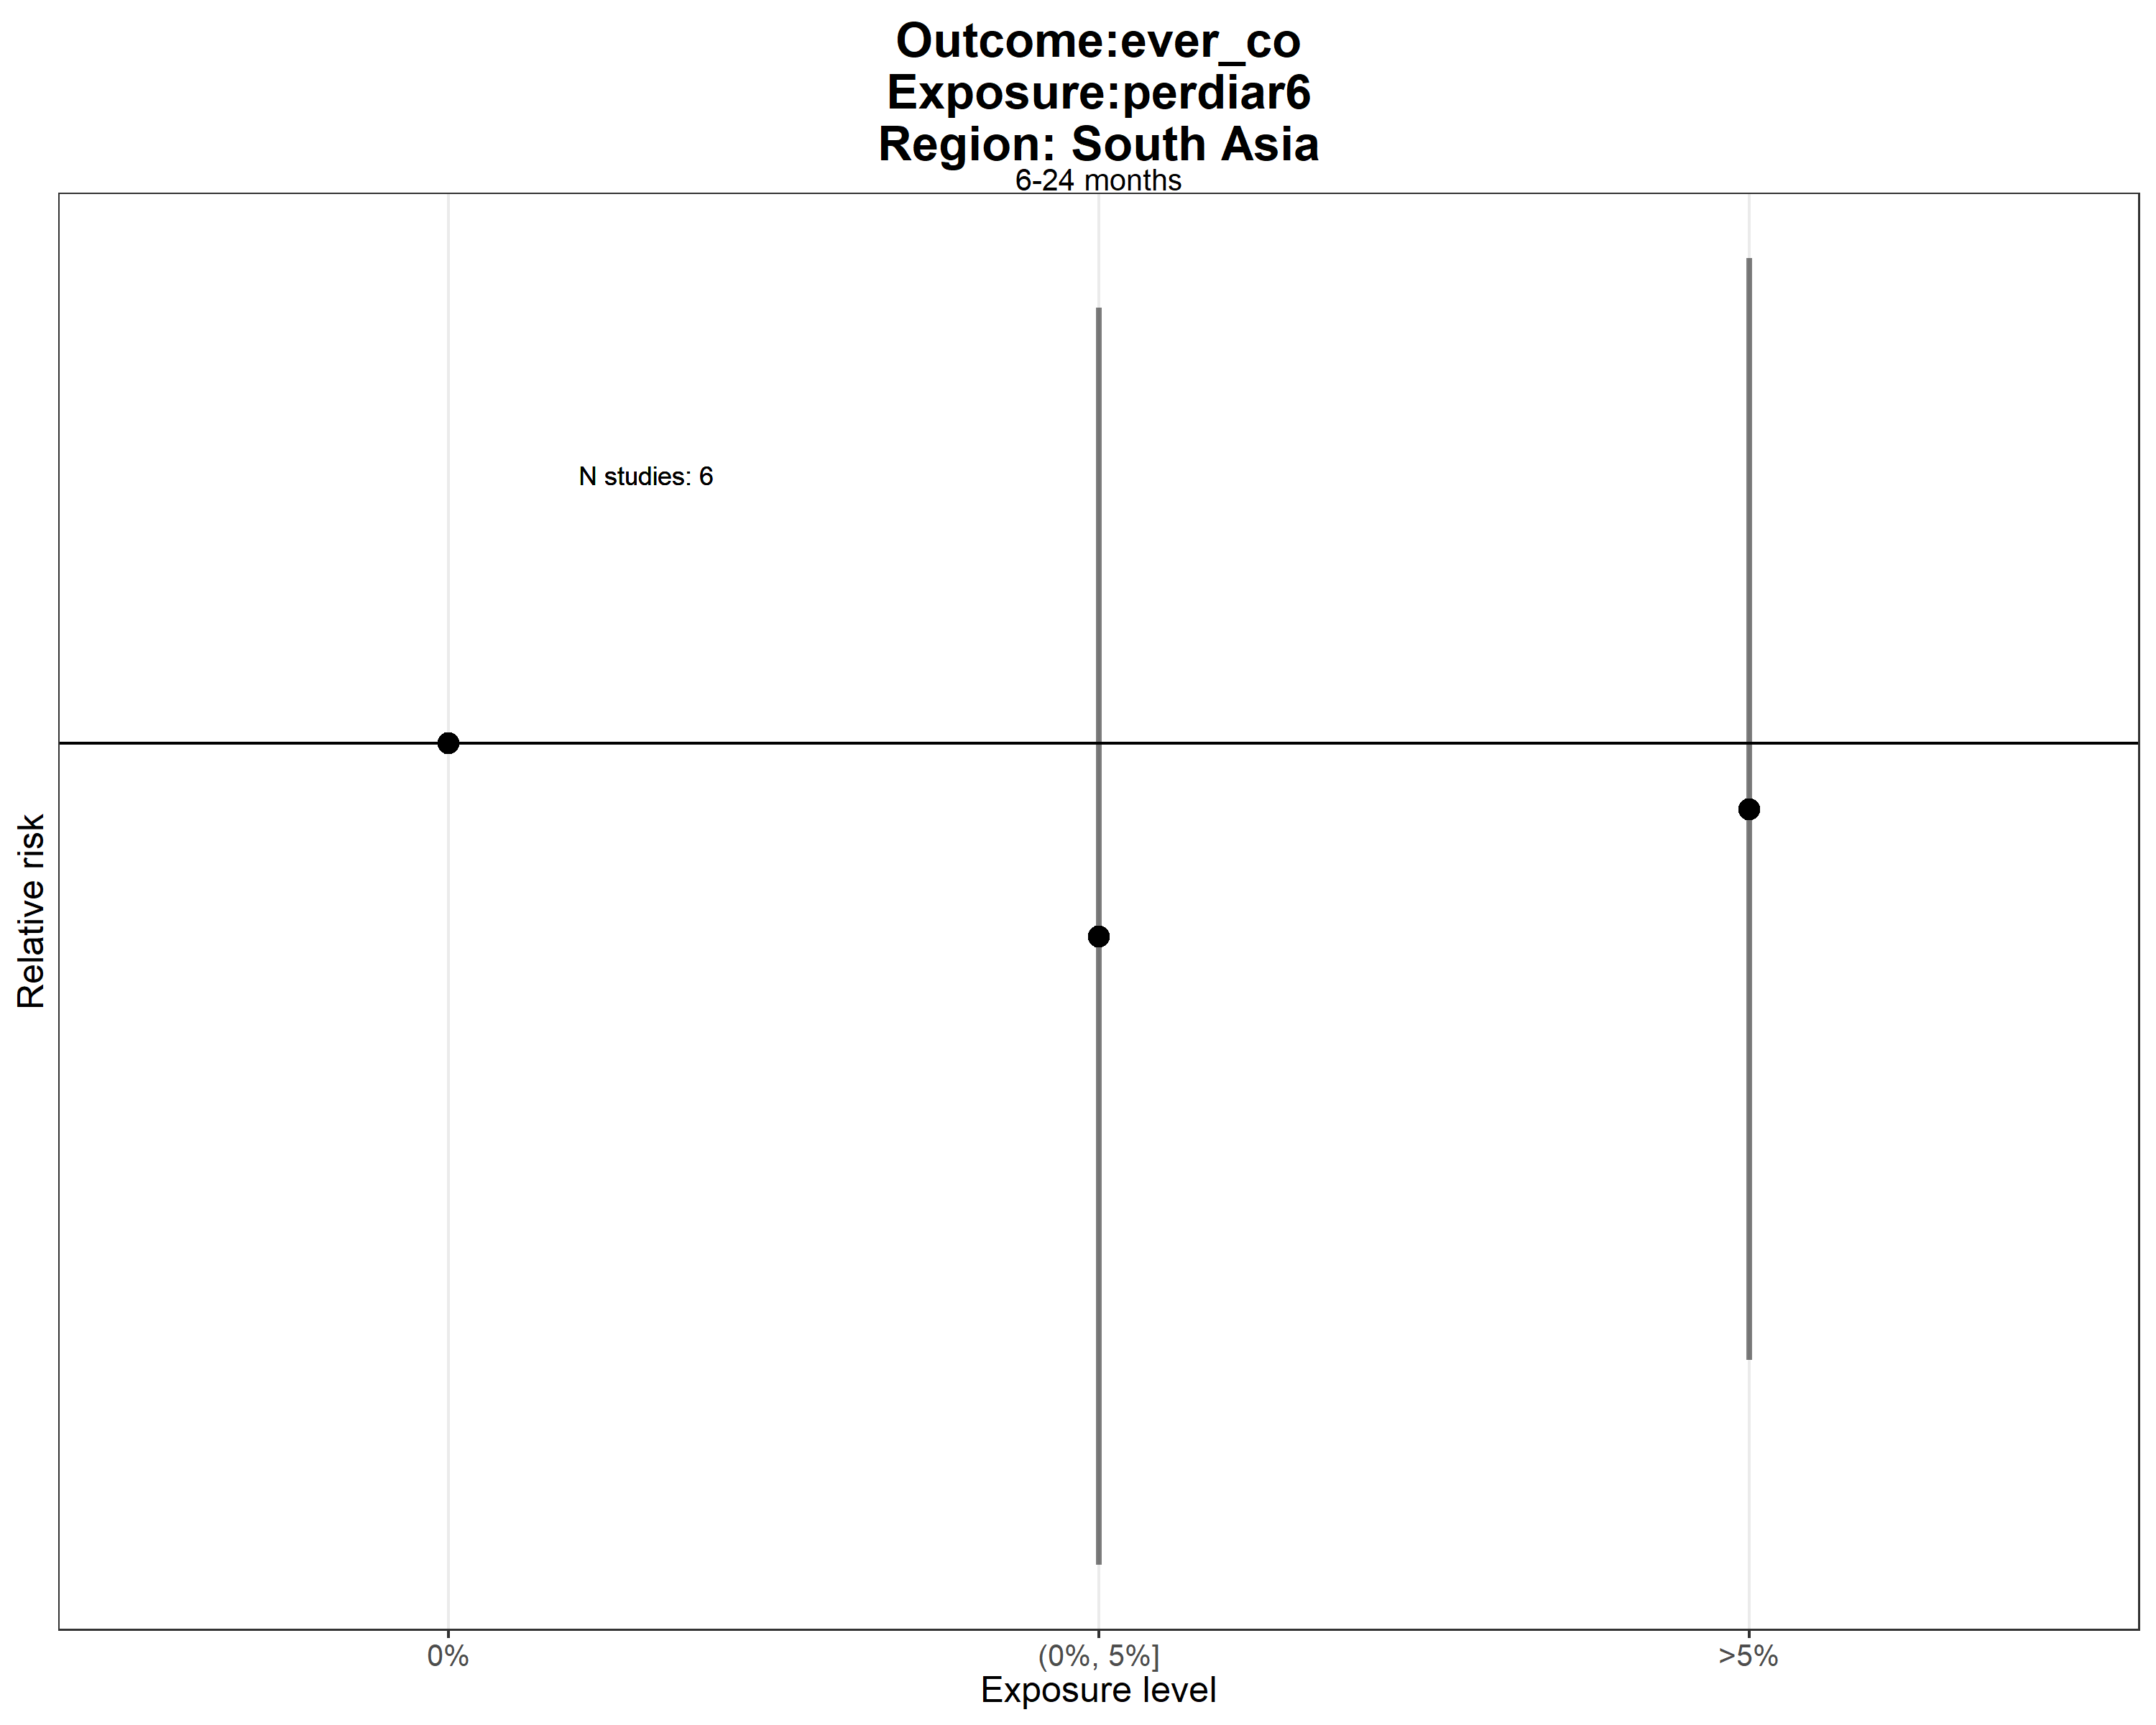 Outcome:ever_co
Exposure:perdiar6
Region: South Asia
6-24 months
N studies: 6
Relative risk
0%
(0%, 5%]
>5%
Exposure level